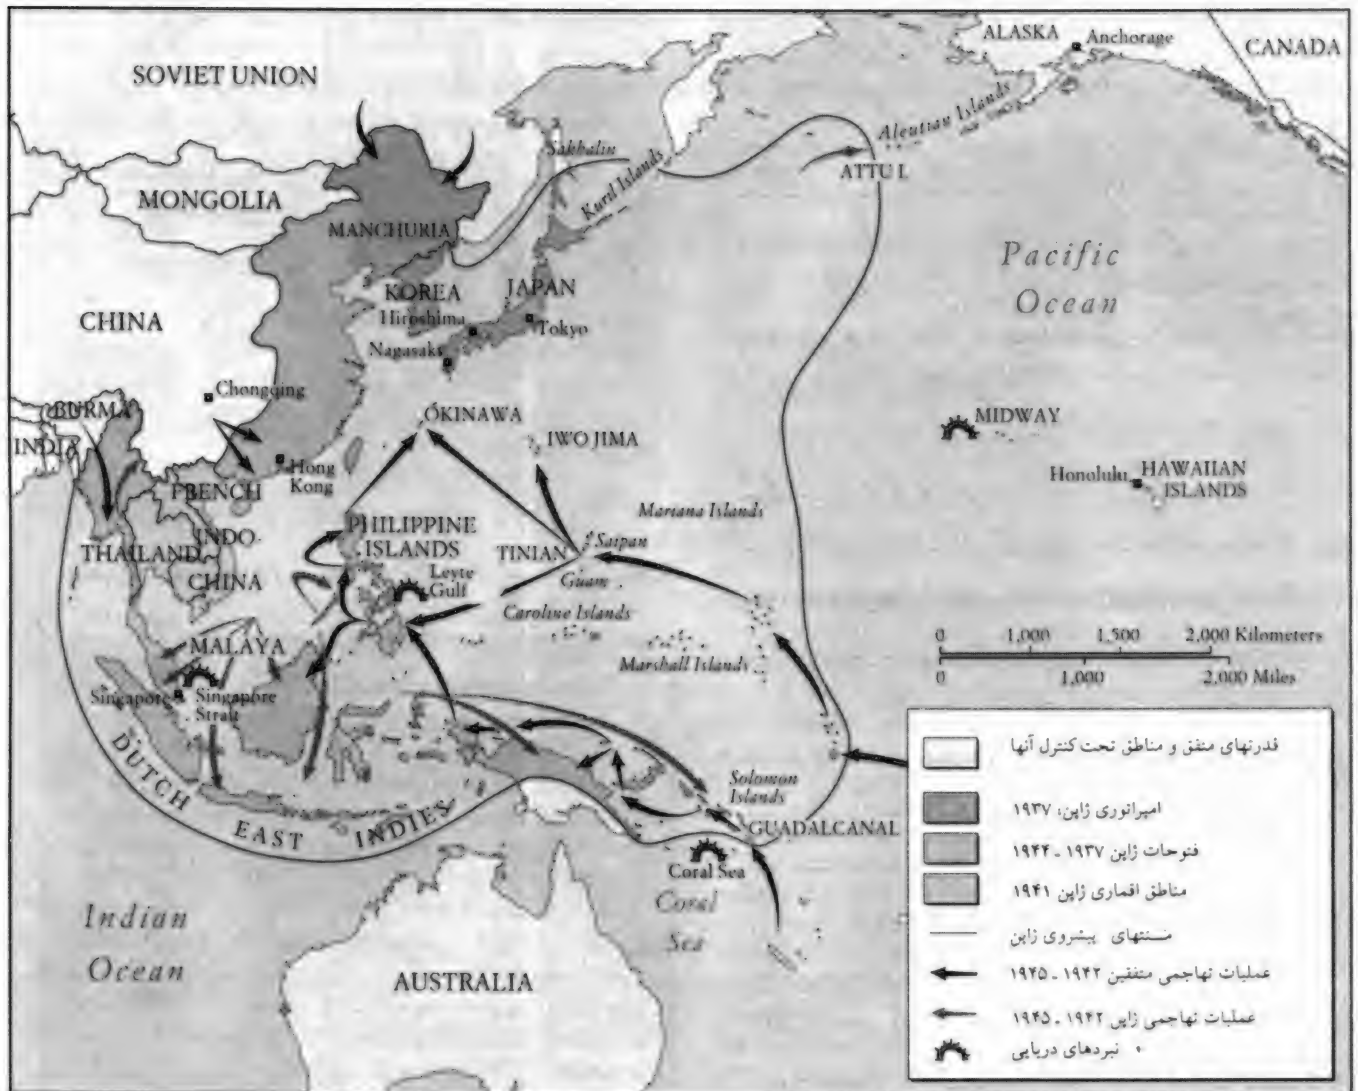 SOVIET UNION
ALASKA
Anchorage
CANADA
Aleutian Islands
Sakhalin
ATTU I.
MONGOLIA
Kuril Islands
MANCHURIA
Pacific
Ocean
KOREA
JAPAN
CHINA
Hiroshima
Tokyo
Nagasaki
Chongqing
BURMA
OKINAWA
MIDWAY
INDIA
IWO JIMA
Hong
Kong
Honolulu
HAWAIIAN
ISLANDS
FRENCH
INDO-
CHINA
Mariana Islands
PHILIPPINE
ISLANDS
THAILAND
TINIAN
Saipan
Leyte
Gulf
Guam
Caroline Islands
0 1,000 1,500 2,000 Kilometers
0 1,000 2,000 Miles
MALAYA
Marshall Islands
Singapore
Singapore
Strait
DUTCH EAST INDIES
Solomon
Islands
GUADALCANAL
Coral Sea
Coral
Sea
Indian
Ocean
AUSTRALIA
قدرتهای متفق و مناطق تحت کنترل آنها
امپراتوری ژاپن، ۱۹۳۷
فتوحات ژاپن ۱۹۳۷ ـ ۱۹۴۴
مناطق اقماری ژاپن ۱۹۴۱
پیشروی ژاپن
عملیات تهاجمی متفقین ۱۹۴۲ ـ ۱۹۴۵
عملیات تهاجمی ژاپن ۱۹۴۲ ـ ۱۹۴۵
نبردهای دریایی